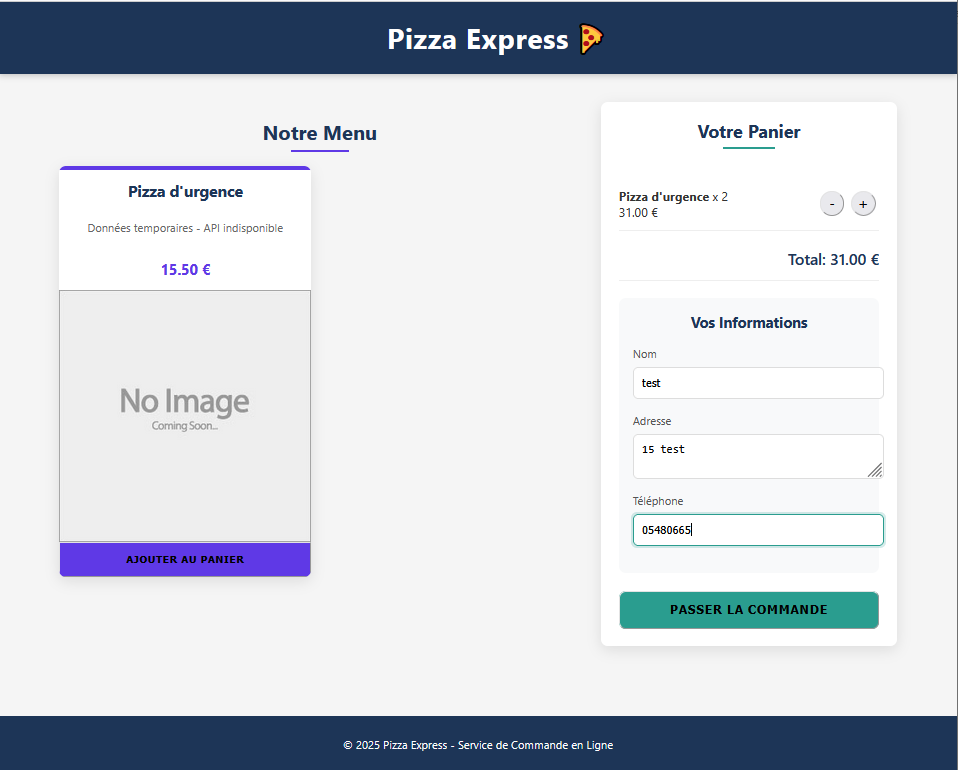 Pizza Express 🍕
Notre Menu
Pizza d'urgence
Données temporaires - API indisponible
15.50 €
No Image
Coming Soon...
AJOUTER AU PANIER
Votre Panier
Pizza d'urgence x 2
31.00 €
-
+
Total: 31.00 €
Vos Informations
Nom
test
Adresse
15 test
Téléphone
05480665
PASSER LA COMMANDE
© 2025 Pizza Express - Service de Commande en Ligne